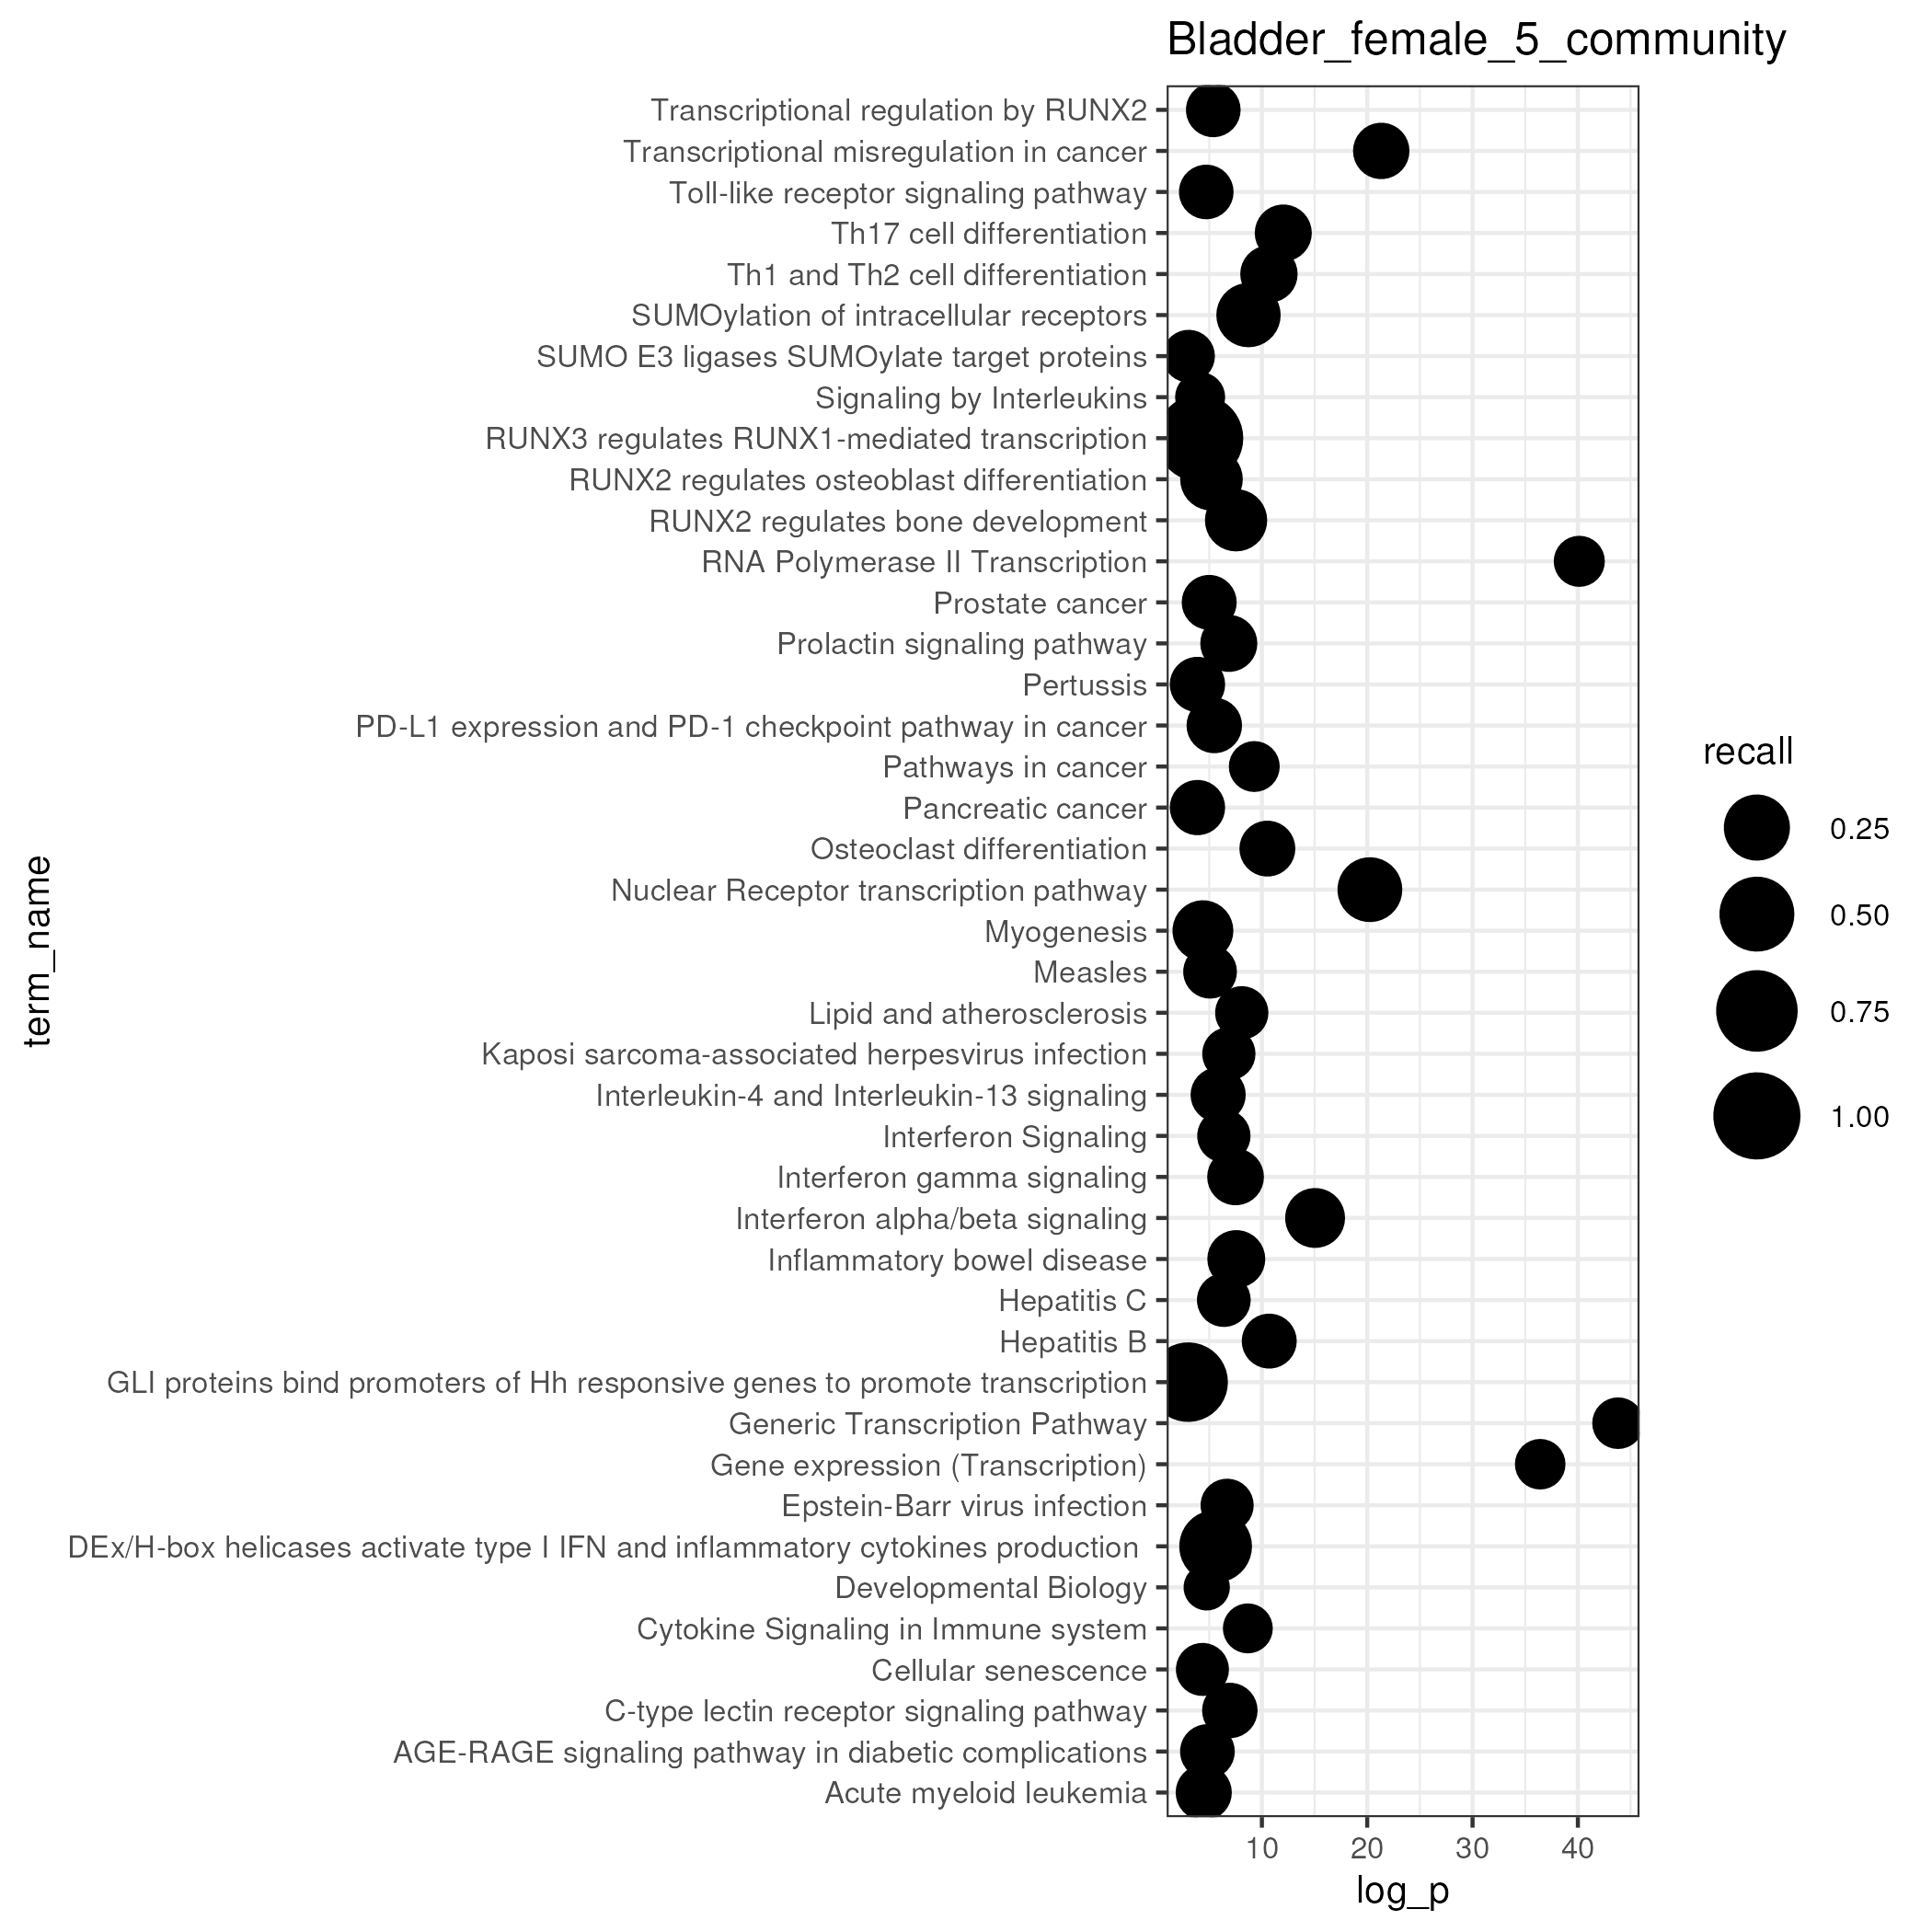 Bladder_female_5_community
Transcriptional regulation by RUNX2
Transcriptional misregulation in cancer
Toll-like receptor signaling pathway
Th17 cell differentiation
Th1 and Th2 cell differentiation
SUMOylation of intracellular receptors
SUMO E3 ligases SUMOylate target proteins
Signaling by Interleukins
RUNX3 regulates RUNX1-mediated transcription
RUNX2 regulates osteoblast differentiation
RUNX2 regulates bone development
RNA Polymerase II Transcription
Prostate cancer
Prolactin signaling pathway
Pertussis
PD-L1 expression and PD-1 checkpoint pathway in cancer
Pathways in cancer
Pancreatic cancer
Osteoclast differentiation
Nuclear Receptor transcription pathway
Myogenesis
Measles
Lipid and atherosclerosis
Kaposi sarcoma-associated herpesvirus infection
Interleukin-4 and Interleukin-13 signaling
Interferon Signaling
Interferon gamma signaling
Interferon alpha/beta signaling
Inflammatory bowel disease
Hepatitis C
Hepatitis B
GLI proteins bind promoters of Hh responsive genes to promote transcription
Generic Transcription Pathway
Gene expression (Transcription)
Epstein-Barr virus infection
DEx/H-box helicases activate type I IFN and inflammatory cytokines production
Developmental Biology
Cytokine Signaling in Immune system
Cellular senescence
C-type lectin receptor signaling pathway
AGE-RAGE signaling pathway in diabetic complications
Acute myeloid leukemia
term_name
10 20 30 40
log_p
recall
0.25
0.50
0.75
1.00